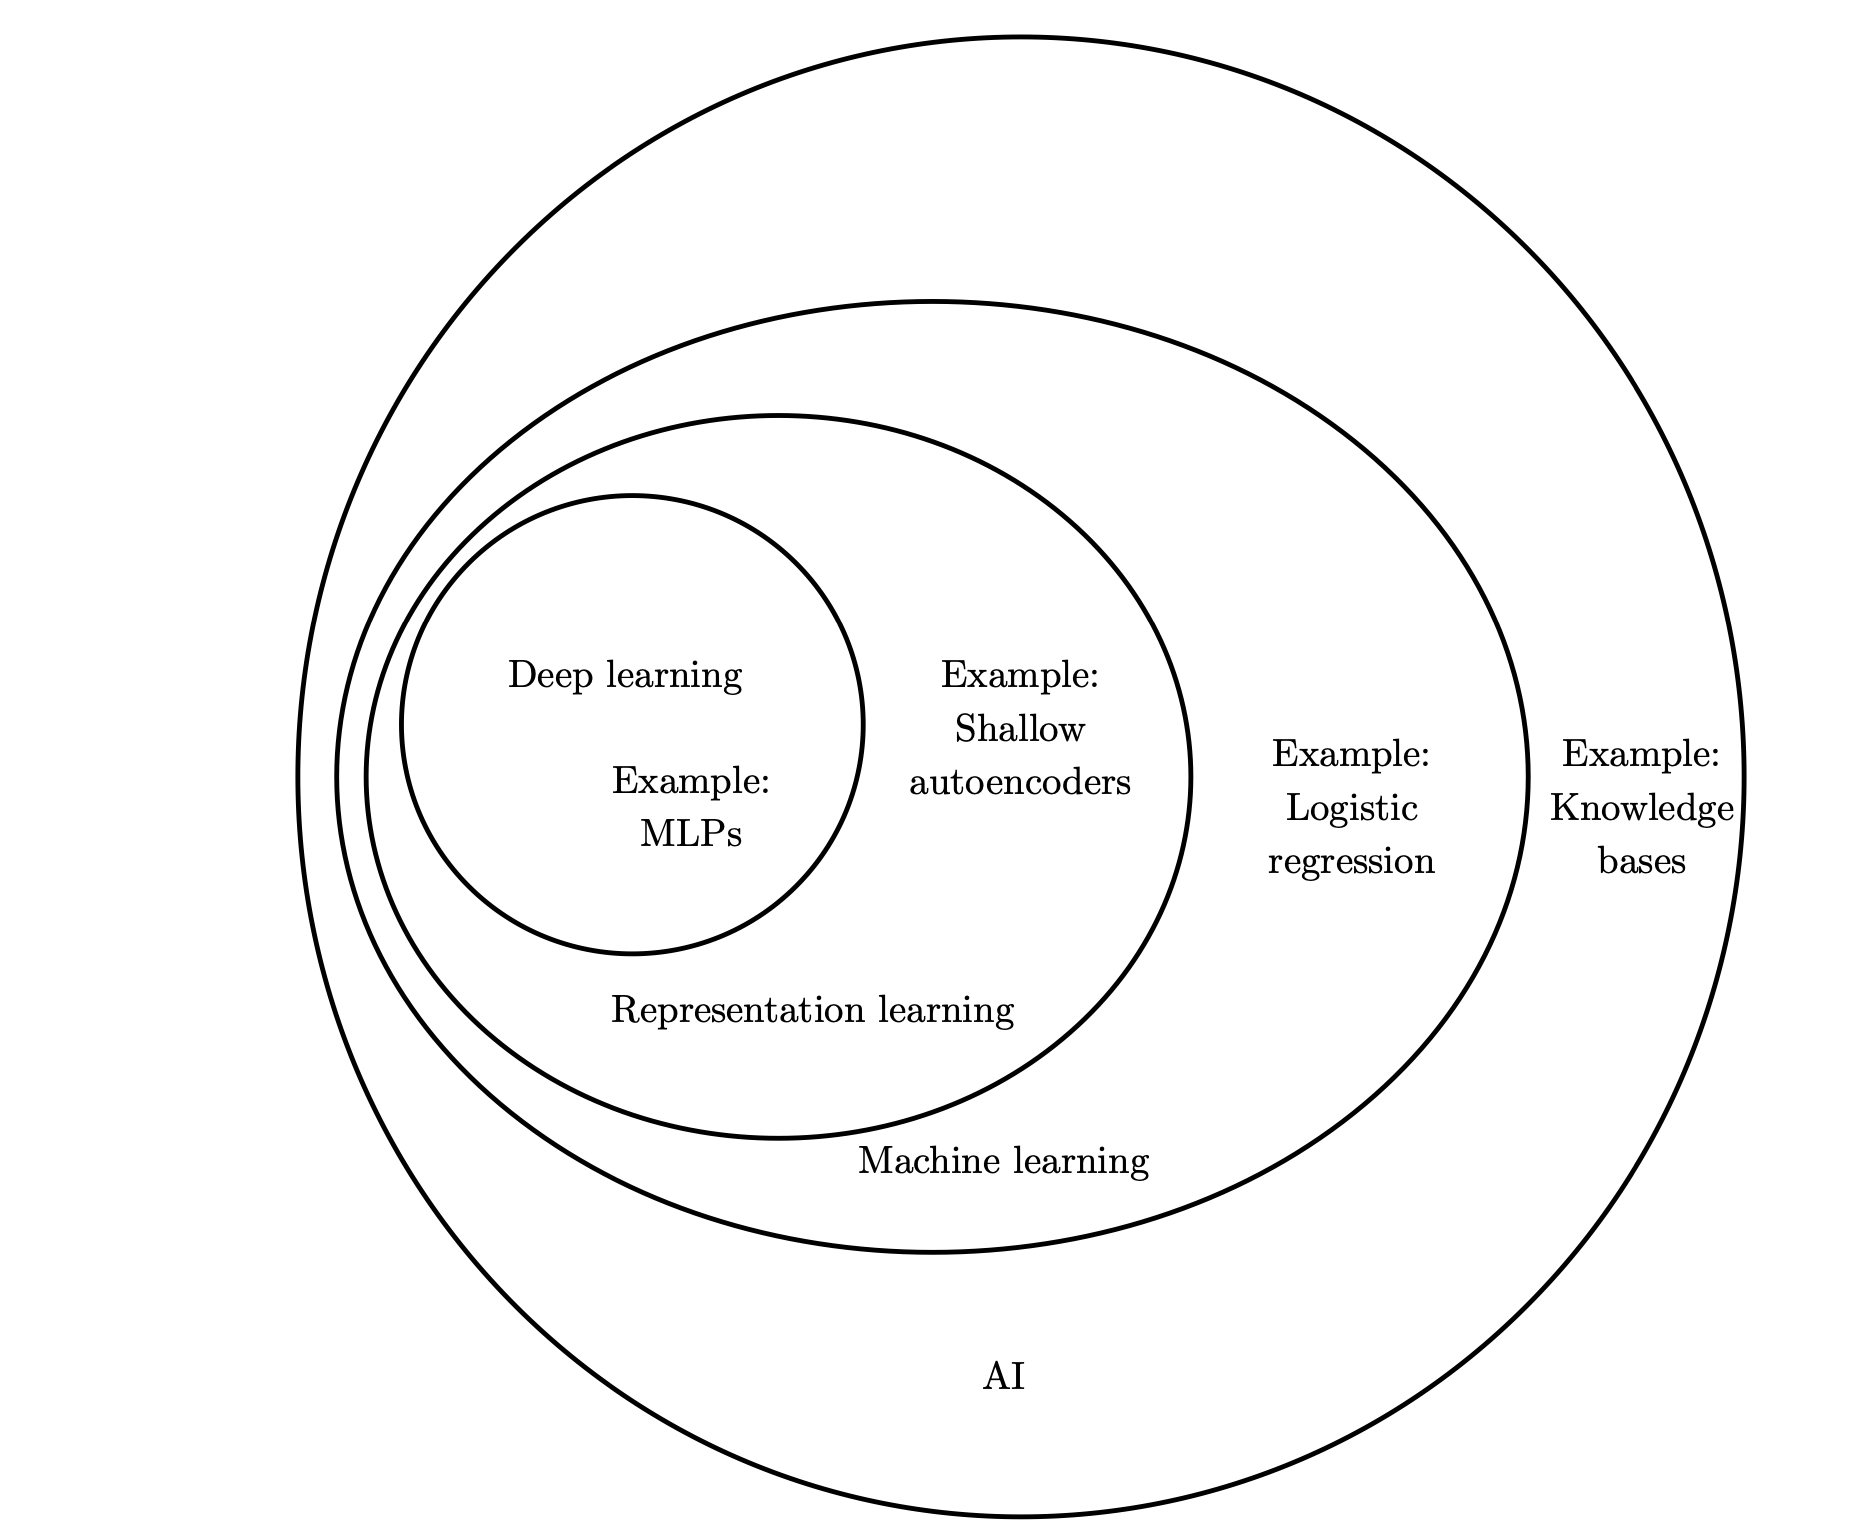 Deep learning
Example:
MLPs
Example:
Shallow
autoencoders
Example:
Logistic
regression
Example:
Knowledge
bases
Representation learning
Machine learning
AI